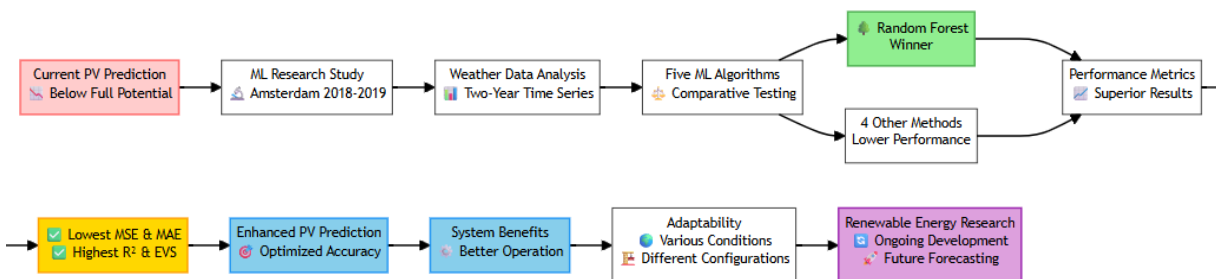 Current PV Prediction
Below Full Potential
ML Research Study
Amsterdam 2018-2019
Weather Data Analysis
Two-Year Time Series
Five ML Algorithms
Comparative Testing
Random Forest
Winner
4 Other Methods
Lower Performance
Performance Metrics
Superior Results
Lowest MSE & MAE
Highest R² & EVS
Enhanced PV Prediction
Optimized Accuracy
System Benefits
Better Operation
Adaptability
Various Conditions
Different Configurations
Renewable Energy Research
Ongoing Development
Future Forecasting